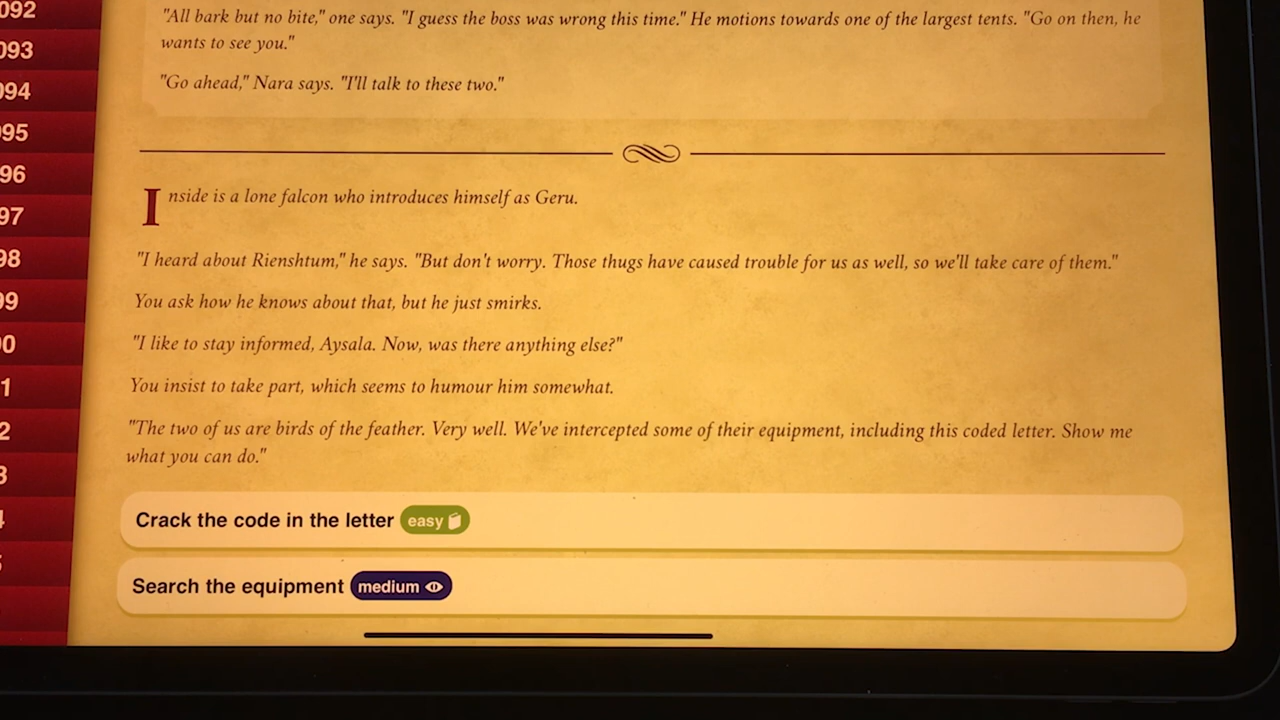 092
093
094
995
96
97
98
99
00
1
2
3
4
5
"All bark but no bite," one says. "I guess the boss was wrong this time." He motions towards one of the largest tents. "Go on then, he
wants to see you."
"Go ahead," Nara says. "I'll talk to these two."
Inside is a lone falcon who introduces himself as Geru.
"I heard about Rienshtum," he says. "But don't worry. Those thugs have caused trouble for us as well, so we'll take care of them."
You ask how he knows about that, but he just smirks.
"I like to stay informed, Aysala. Now, was there anything else?"
You insist to take part, which seems to humour him somewhat.
"The two of us are birds of the feather. Very well. We've intercepted some of their equipment, including this coded letter. Show me
what you can do."
Crack the code in the letter easy
Search the equipment medium